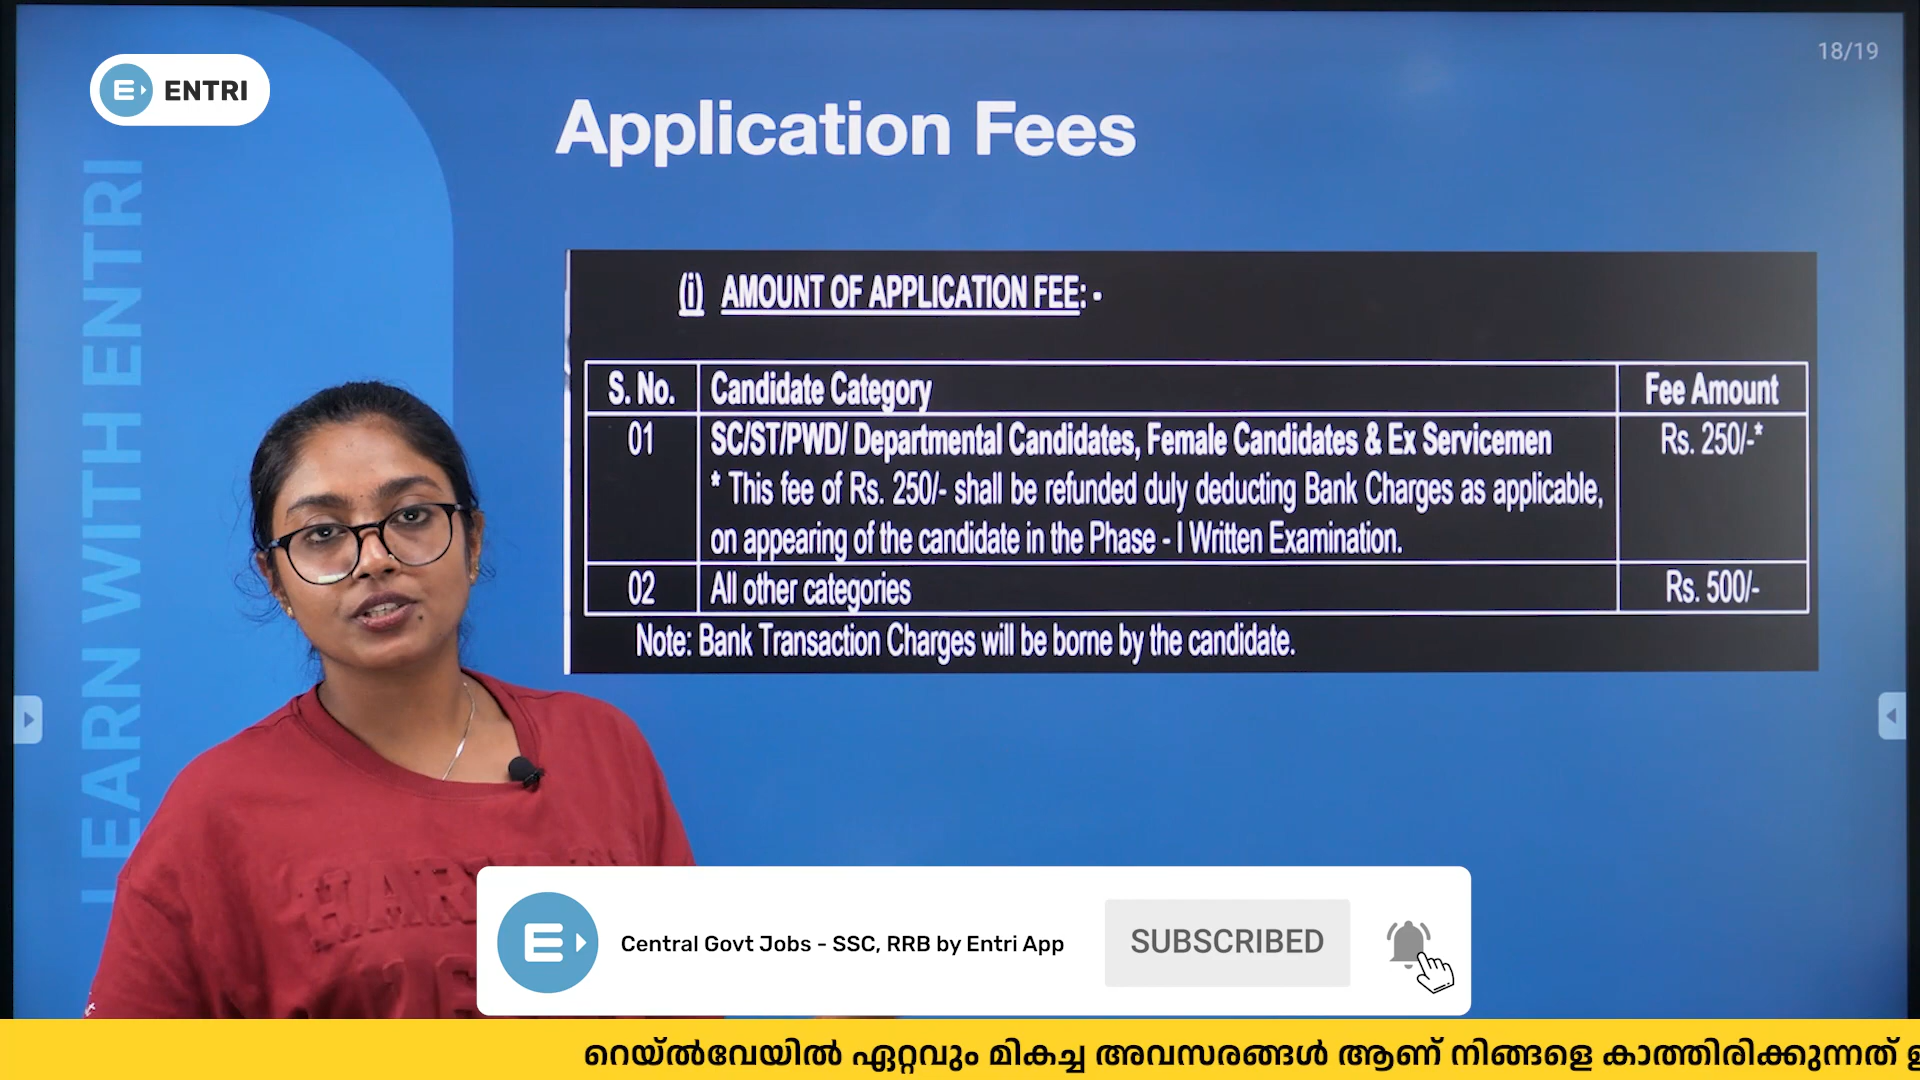 ENTRI
18/19
LEARN WITH ENTRI
Application Fees
(i) AMOUNT OF APPLICATION FEE: -
S. No. Candidate Category Fee Amount
01 SC/ST/PWD/ Departmental Candidates, Female Candidates & Ex Servicemen Rs. 250/-*
* This fee of Rs. 250/- shall be refunded duly deducting Bank Charges as applicable,
on appearing of the candidate in the Phase - I Written Examination.
02 All other categories Rs. 500/-
Note: Bank Transaction Charges will be borne by the candidate.
Central Govt Jobs - SSC, RRB by Entri App
SUBSCRIBED
റെയ്ൽവേയിൽ ഏറ്റവും മികച്ച അവസരങ്ങൾ ആണ് നിങ്ങളെ കാത്തിരിക്കുന്നത്